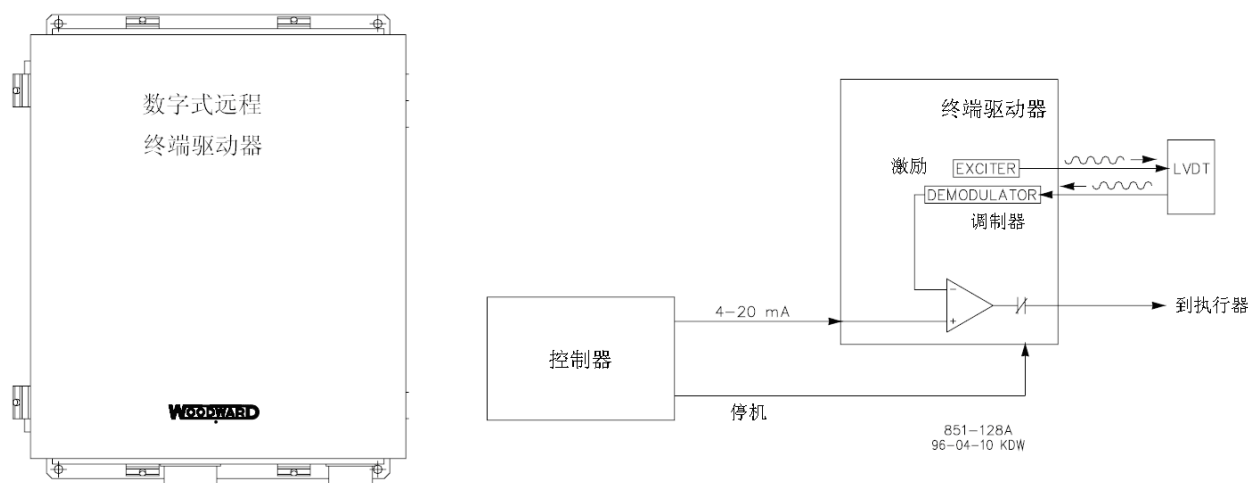 数字式远程
终端驱动器
WOODWARD
终端驱动器
激励
EXCITER
LVDT
DEMODULATOR
调制器
控制器
4-20 mA
到执行器
停机
851-128A
96-04-10 KDW